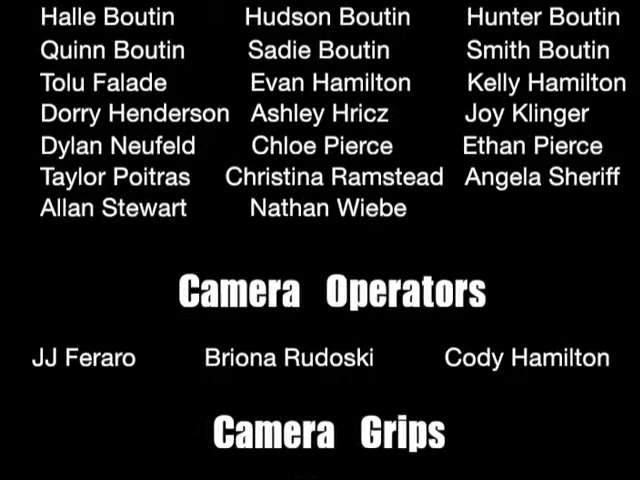 Halle Boutin Hudson Boutin Hunter Boutin
Quinn Boutin Sadie Boutin Smith Boutin
Tolu Falade Evan Hamilton Kelly Hamilton
Dorry Henderson Ashley Hricz Joy Klinger
Dylan Neufeld Chloe Pierce Ethan Pierce
Taylor Poitras Christina Ramstead Angela Sheriff
Allan Stewart Nathan Wiebe
Camera Operators
JJ Feraro Briona Rudoski Cody Hamilton
Camera Grips